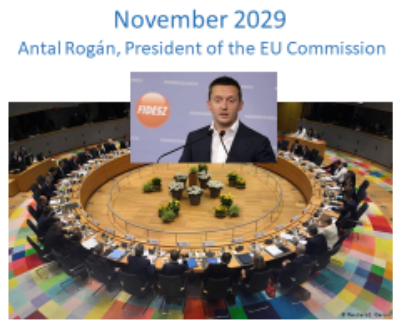 November 2029
Antal Rogán, President of the EU Commission
FIDESZ